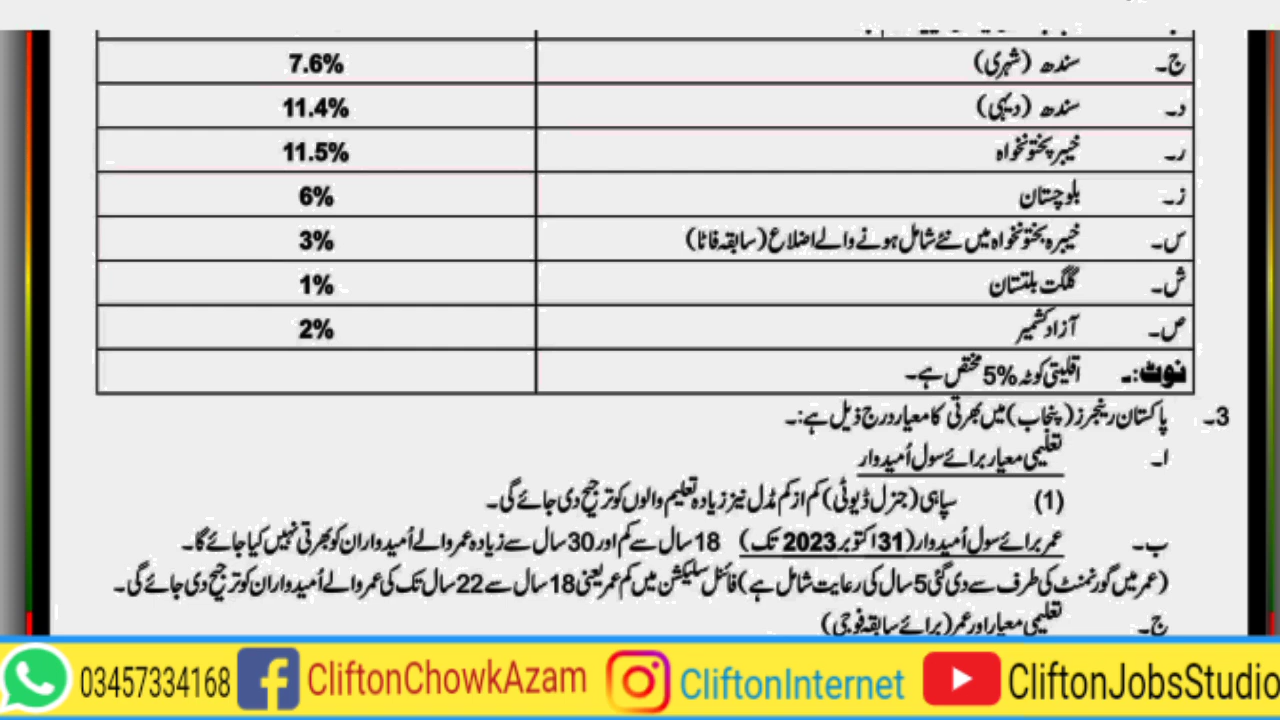 ج۔ سندھ (شہری) 7.6%
د۔ سندھ (دیہی) 11.4%
ر۔ خیبر پختونخواہ 11.5%
ز۔ بلوچستان 6%
س۔ خیبرہ پختونخواہ میں نئے شامل ہونے والے اضلاع (سابقہ فاٹا) 3%
ش۔ گلگت بلتستان 1%
ص۔ آزاد کشمیر 2%
نوٹ:۔ اقلیتی کوٹہ 5% مختص ہے۔
3۔ پاکستان رینجرز (پنجاب) میں بھرتی کا معیار درج ذیل ہے:۔
ا۔ تعلیمی معیار برائے سول اُمیدوار
(1) سپاہی (جنرل ڈیوٹی) کم از کم مڈل نیز زیادہ تعلیم والوں کو ترجیح دی جائے گی۔
ب۔ عمر برائے سول اُمیدوار (31 اکتوبر 2023 تک) 18 سال سے کم اور 30 سال سے زیادہ عمر والے اُمیدواران کو بھرتی نہیں کیا جائے گا۔
(عمر میں گورنمنٹ کی طرف سے دی گئی 5 سال کی رعایت شامل ہے) فائنل سلیکشن میں کم عمر یعنی 18 سال سے 22 سال تک کی عمر والے اُمیدواران کو ترجیح دی جائے گی۔
ج۔ تعلیمی معیار اور عمر (برائے سابقہ فوجی)
03457334168 CliftonChowkAzam CliftonInternet CliftonJobsStudio